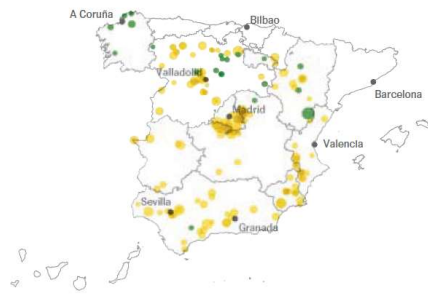 A Coruña
Bilbao
Valladolid
Barcelona
Madrid
Valencia
Sevilla
Granada